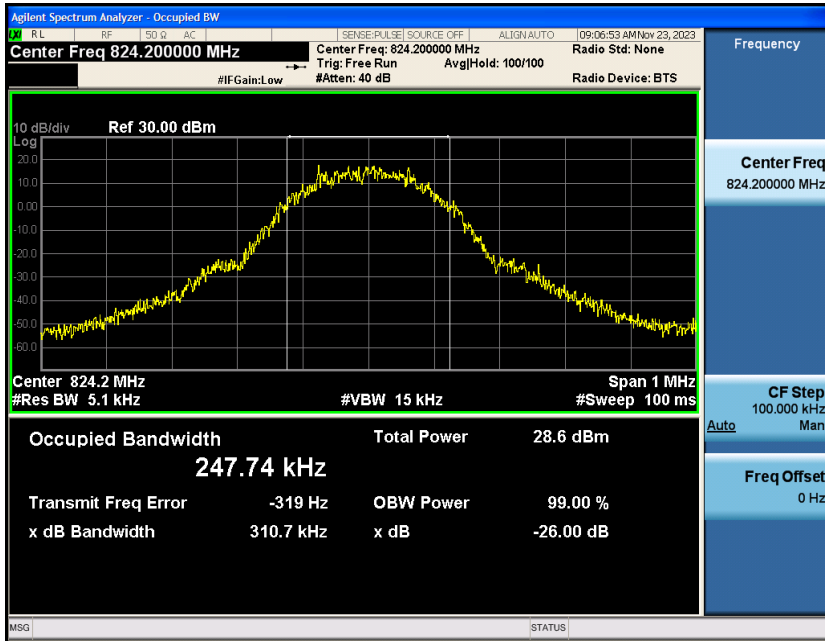 Agilent Spectrum Analyzer - Occupied BW
LXI RL RF 50 Ω AC SENSE:PULSE SOURCE OFF ALIGN AUTO 09:06:53 AM Nov 23, 2023
Center Freq 824.200000 MHz
Center Freq: 824.200000 MHz Radio Std: None
Trig: Free Run Avg|Hold: 100/100
#IFGain:Low #Atten: 40 dB Radio Device: BTS
10 dB/div Ref 30.00 dBm
Log
20.0
10.0
0.00
-10.0
-20.0
-30.0
-40.0
-50.0
-60.0
Center 824.2 MHz Span 1 MHz
#Res BW 5.1 kHz #VBW 15 kHz #Sweep 100 ms
Occupied Bandwidth Total Power 28.6 dBm
247.74 kHz
Transmit Freq Error -319 Hz OBW Power 99.00 %
x dB Bandwidth 310.7 kHz x dB -26.00 dB
MSG STATUS
Frequency
Center Freq
824.200000 MHz
CF Step
100.000 kHz
Auto Man
Freq Offset
0 Hz